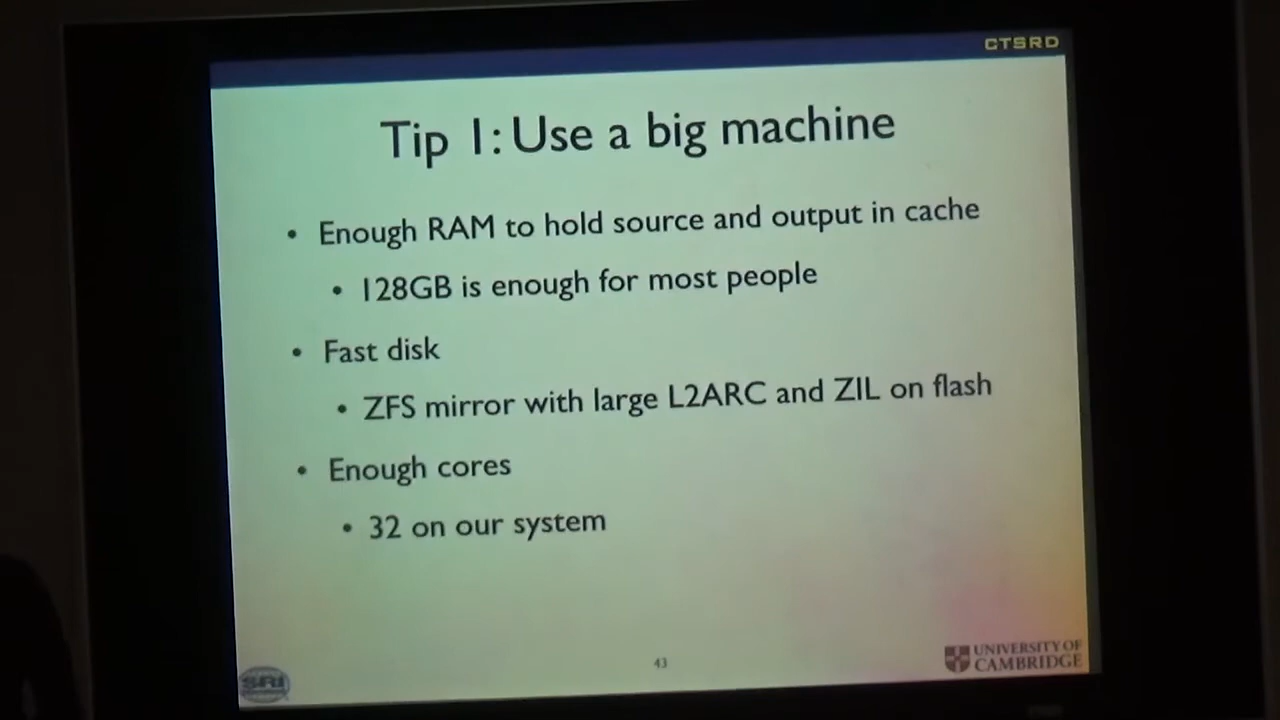 CTSRD
Tip 1: Use a big machine
• Enough RAM to hold source and output in cache
• 128GB is enough for most people
• Fast disk
• ZFS mirror with large L2ARC and ZIL on flash
• Enough cores
• 32 on our system
SRI
43
UNIVERSITY OF
CAMBRIDGE